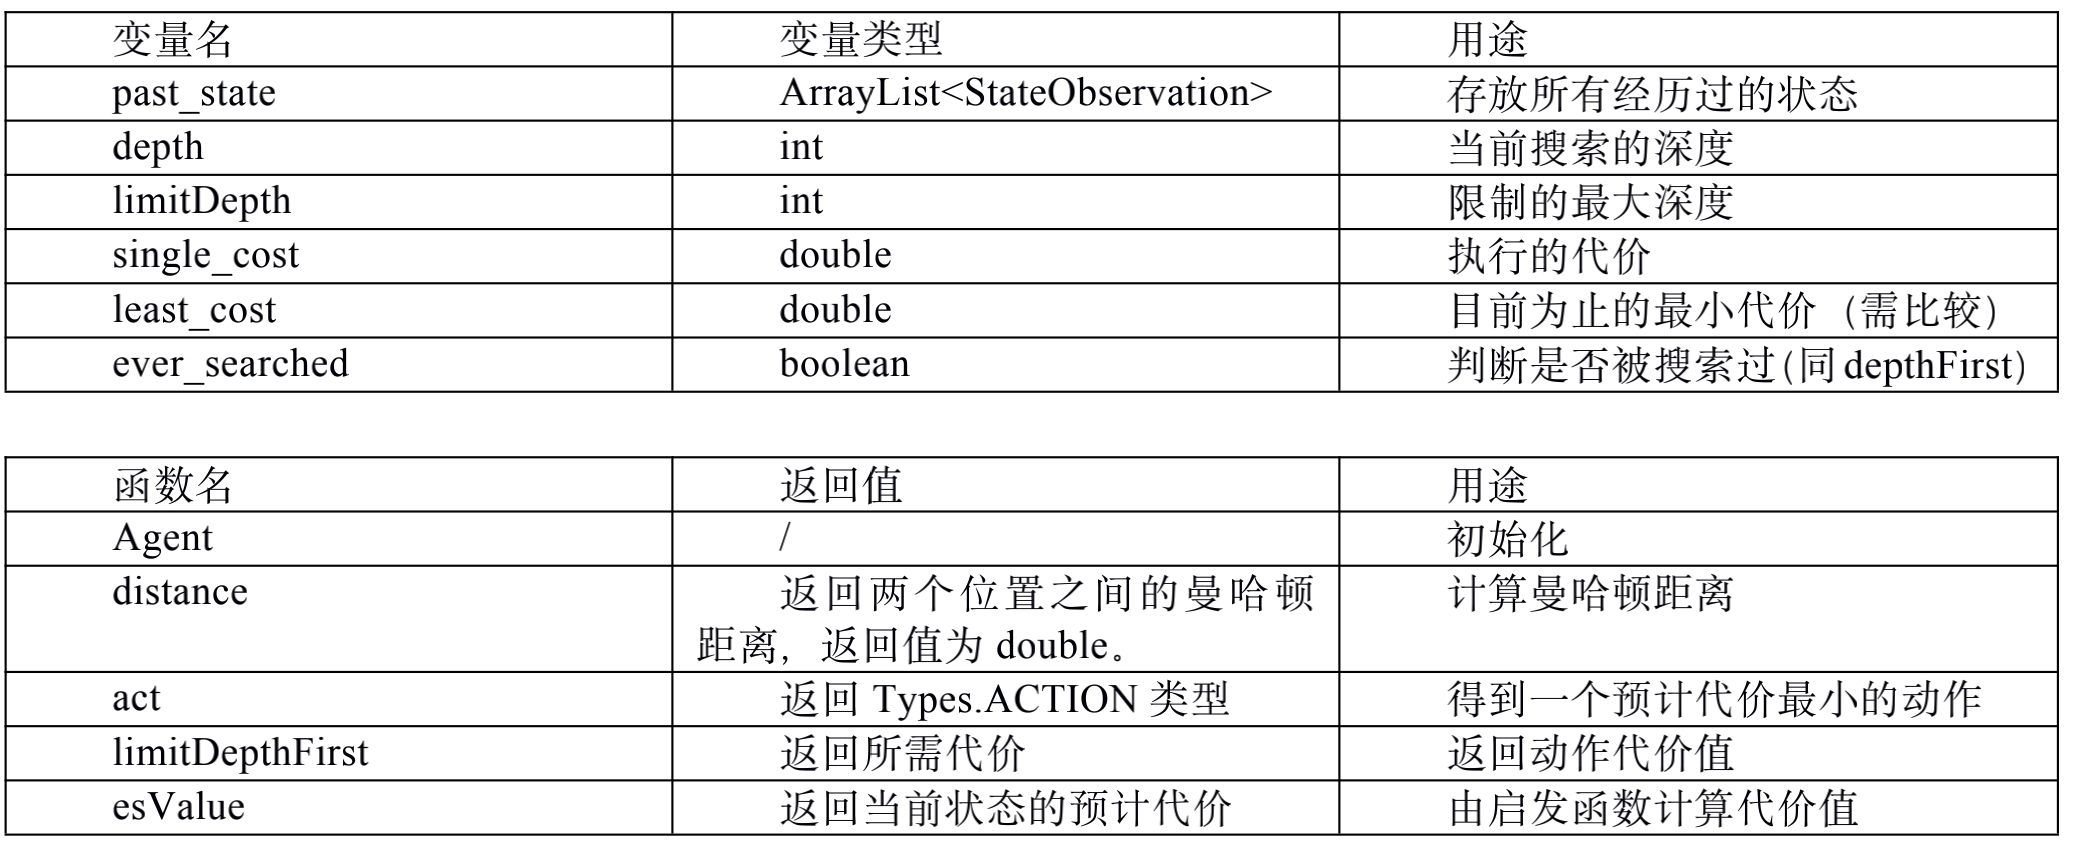 变量名 变量类型 用途
past_state ArrayList<StateObservation> 存放所有经历过的状态
depth int 当前搜索的深度
limitDepth int 限制的最大深度
single_cost double 执行的代价
least_cost double 目前为止的最小代价（需比较）
ever_searched boolean 判断是否被搜索过（同 depthFirst）
函数名 返回值 用途
Agent / 初始化
distance 返回两个位置之间的曼哈顿 计算曼哈顿距离
距离，返回值为 double。
act 返回 Types.ACTION 类型 得到一个预计代价最小的动作
limitDepthFirst 返回所需代价 返回动作代价值
esValue 返回当前状态的预计代价 由启发函数计算代价值